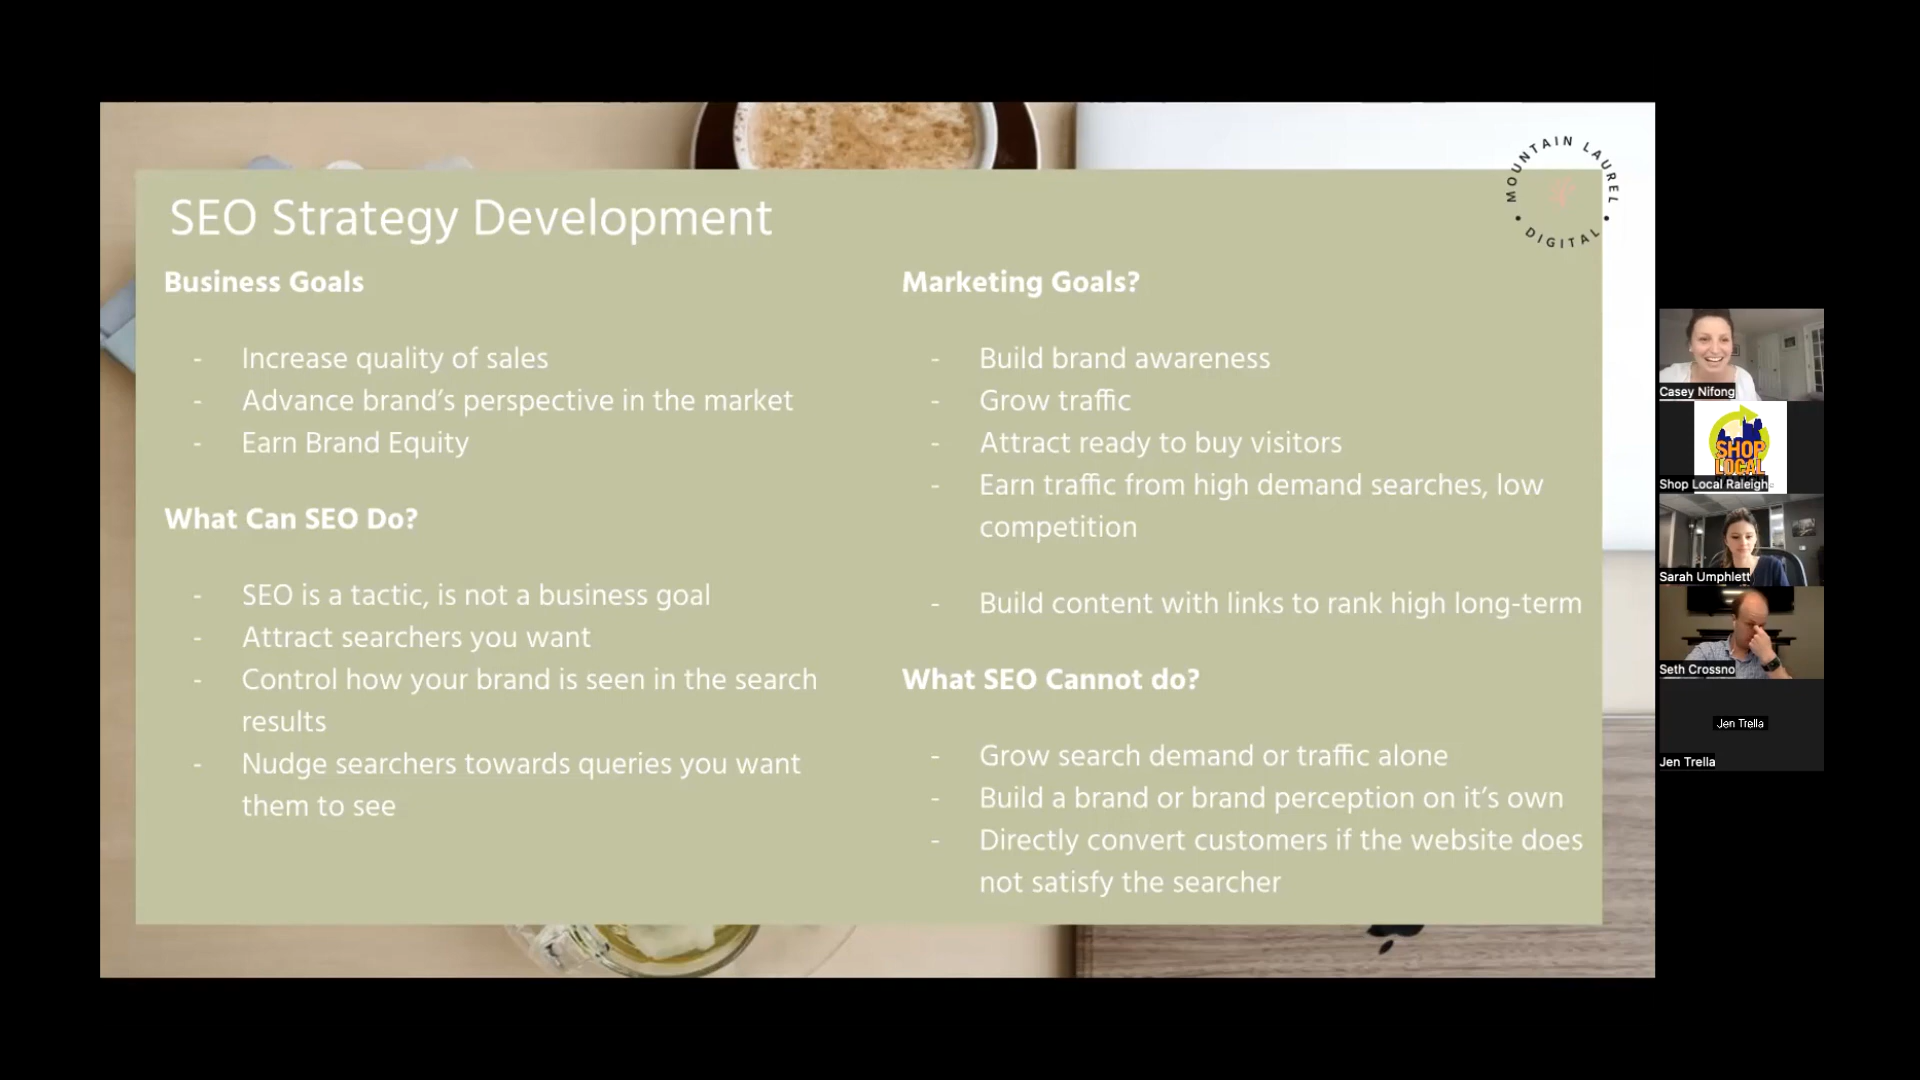 SEO Strategy Development
MOUNTAIN LAUREL
DIGITAL
Business Goals
- Increase quality of sales
- Advance brand’s perspective in the market
- Earn Brand Equity
What Can SEO Do?
- SEO is a tactic, is not a business goal
- Attract searchers you want
- Control how your brand is seen in the search
results
- Nudge searchers towards queries you want
them to see
Marketing Goals?
- Build brand awareness
- Grow traffic
- Attract ready to buy visitors
- Earn traffic from high demand searches, low
competition
- Build content with links to rank high long-term
What SEO Cannot do?
- Grow search demand or traffic alone
- Build a brand or brand perception on it’s own
- Directly convert customers if the website does
not satisfy the searcher
Casey Nifong
SHOP
LOCAL
Shop Local Raleigh
Sarah Umphlett
Seth Crossno
Jen Trella
Jen Trella